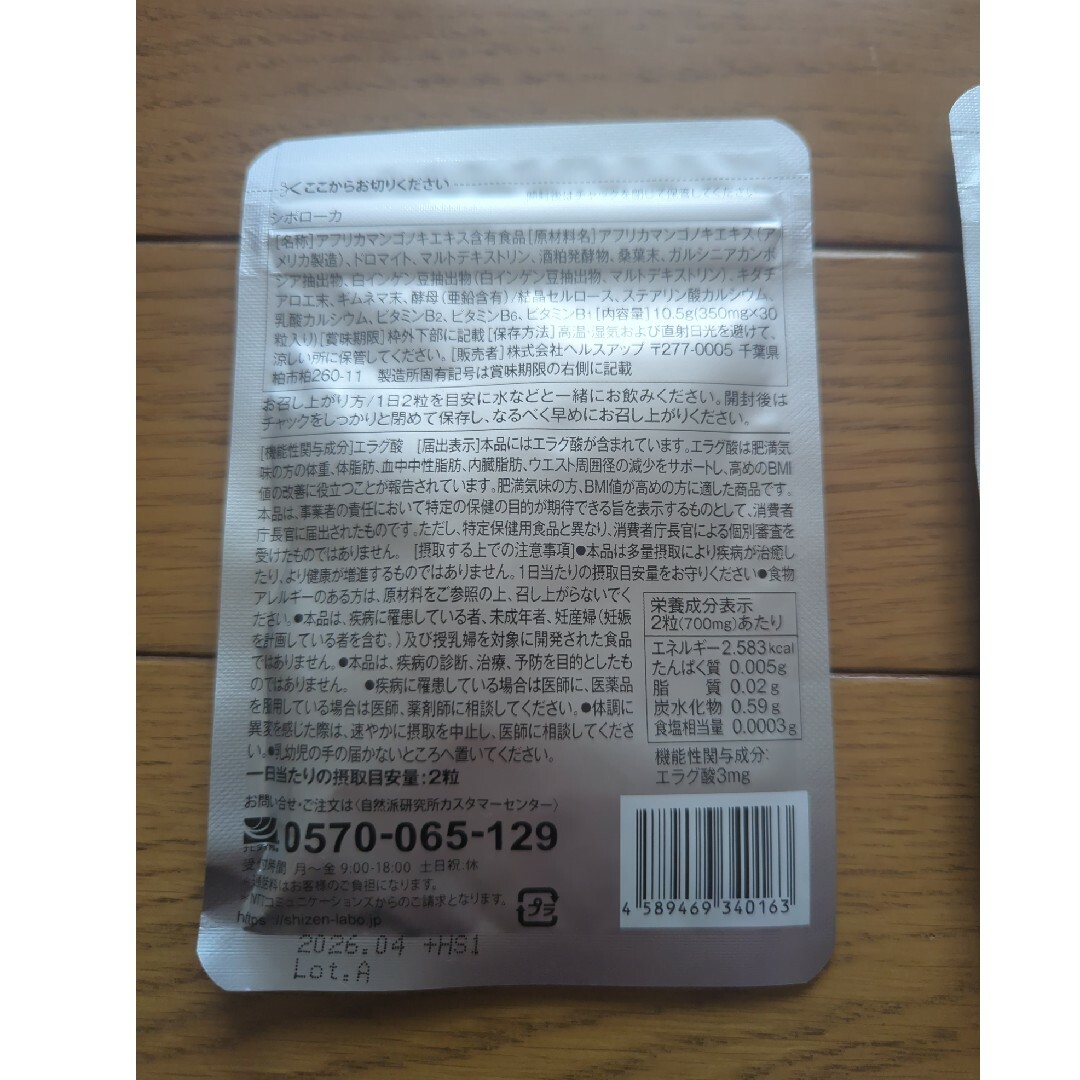 ここからお切りください
シボローカ
[名称]アフリカマンゴノキエキス含有食品[原材料名]アフリカマンゴノキエキス(ア
メリカ製造)、ドロマイト、マルトデキストリン、酒粕発酵物、桑葉末、ガルシニアカンボ
ジア抽出物、白インゲン豆抽出物(白インゲン豆抽出物、マルトデキストリン)、キダチ
アロエ末、ギムネマ末、酵母(亜鉛含有)/結晶セルロース、ステアリン酸カルシウム、
乳酸カルシウム、ビタミンB2、ビタミンB6、ビタミンB1[内容量]10.5g(350mg×30
粒入り)[賞味期限]枠外下部に記載[保存方法]高温・湿気および直射日光を避けて、
涼しい所に保管してください。[販売者]株式会社ヘルスアップ 〒277-0005 千葉県
柏市柏260-11 製造所固有記号は賞味期限の右側に記載
お召し上がり方/1日2粒を目安に水などと一緒にお飲みください。開封後は
チャックをしっかりと閉めて保存し、なるべく早めにお召し上がりください。
[機能性関与成分]エラグ酸 [届出表示]本品にはエラグ酸が含まれています。エラグ酸は肥満気
味の方の体重、体脂肪、血中中性脂肪、内臓脂肪、ウエスト周囲径の減少をサポートし、高めのBMI
値の改善に役立つことが報告されています。肥満気味の方、BMI値が高めの方に適した商品です。
本品は、事業者の責任において特定の保健の目的が期待できる旨を表示するものとして、消費者
庁長官に届出されたものです。ただし、特定保健用食品と異なり、消費者庁長官による個別審査を
受けたものではありません。 [摂取する上での注意事項]●本品は多量摂取により疾病が治癒し
たり、より健康が増進するものではありません。1日当たりの摂取目安量をお守りください●食物
アレルギーのある方は、原材料をご参照の上、召し上がらないでく
ださい。●本品は、疾病に罹患している者、未成年者、妊産婦(妊娠
を計画している者を含む。)及び授乳婦を対象に開発された食品
ではありません。●本品は、疾病の診断、治療、予防を目的としたも
のではありません。 ●疾病に罹患している場合は医師に、医薬品
を服用している場合は医師、薬剤師に相談してください。●体調に
異変を感じた際は、速やかに摂取を中止し、医師に相談してくださ
い。●乳幼児の手の届かないところへ置いてください。
一日当たりの摂取目安量:2粒
栄養成分表示
2粒(700mg)あたり
エネルギー2.583kcal
たんぱく質 0.005g
脂質 0.02g
炭水化物 0.59g
食塩相当量 0.0003g
機能性関与成分:
エラグ酸3mg
お問い合せ・ご注文は〈自然派研究所カスタマーセンター〉
0570-065-129
受付時間 月〜金 9:00-18:00 土日祝:休
通話料はお客様のご負担になります。
NTTコミュニケーションズからのご請求となります。
https://shizen-labo.jp
プラ
4 589469 340163
2026.04 +HS1
Lot.A